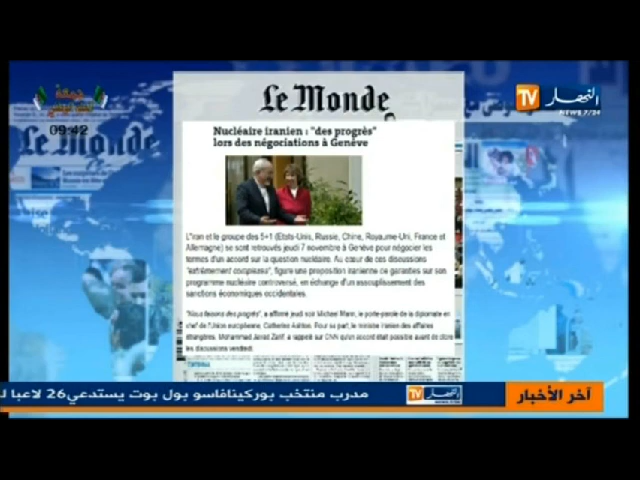 النهار TV
NEWS 7/24
09:42
Le Monde
Le Monde
Nucléaire iranien : "des progrès"
lors des négociations à Genève
L'Iran et le groupe des 5+1 (Etats-Unis, Russie, Chine, Royaume-Uni, France et
Allemagne) se sont retrouvés jeudi 7 novembre à Genève pour négocier les
termes d'un accord sur la question nucléaire. Au cœur de ces discussions
"extrêmement complexes", figure une proposition iranienne de garanties sur son
programme nucléaire controversé, en échange d'un assouplissement des
sanctions économiques occidentales.
"Nous faisons des progrès", a affirmé jeudi soir Michael Mann, le porte-parole de la diplomate en
chef de l'Union européenne, Catherine Ashton. Pour sa part, le ministre iranien des affaires
étrangères, Mohammad Javad Zarif, a rappelé sur CNN qu'un accord était possible avant de clore
les discussions vendredi.
آخر الأخبار
النهار TV
مدرب منتخب بوركينافاسو بول بوت يستدعي 26 لاعبا